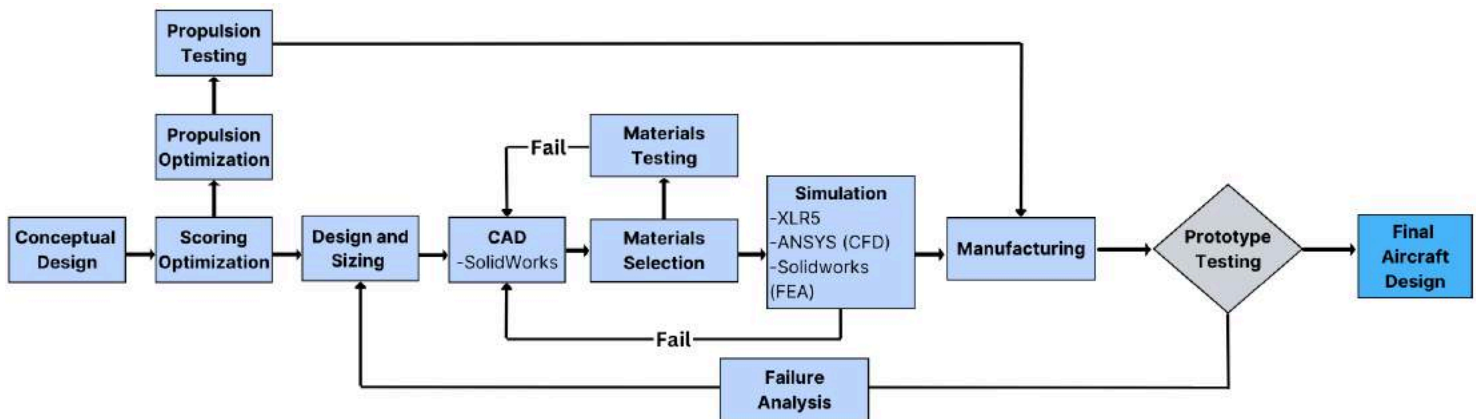 Propulsion
Testing
Propulsion
Optimization
Fail
Materials
Testing
Conceptual
Design
Scoring
Optimization
Design and
Sizing
CAD
-SolidWorks
Materials
Selection
Simulation
-XLR5
-ANSYS (CFD)
-Solidworks
(FEA)
Manufacturing
Prototype
Testing
Final
Aircraft
Design
Fail
Failure
Analysis